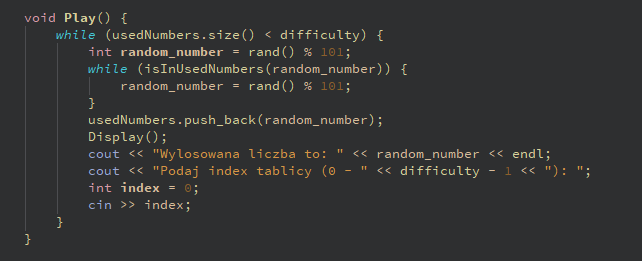 void Play() {
while (usedNumbers.size() < difficulty) {
int random_number = rand() % 101;
while (isInUsedNumbers(random_number)) {
random_number = rand() % 101;
}
usedNumbers.push_back(random_number);
Display();
cout << "Wylosowana liczba to: " << random_number << endl;
cout << "Podaj index tablicy (0 - " << difficulty - 1 << "): ";
int index = 0;
cin >> index;
}
}